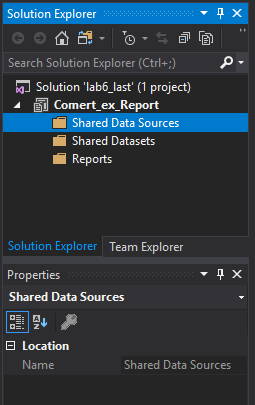 Solution Explorer
Search Solution Explorer (Ctrl+;)
Solution 'lab6_last' (1 project)
Comert_ex_Report
Shared Data Sources
Shared Datasets
Reports
Solution Explorer Team Explorer
Properties
Shared Data Sources
Location
Name Shared Data Sources